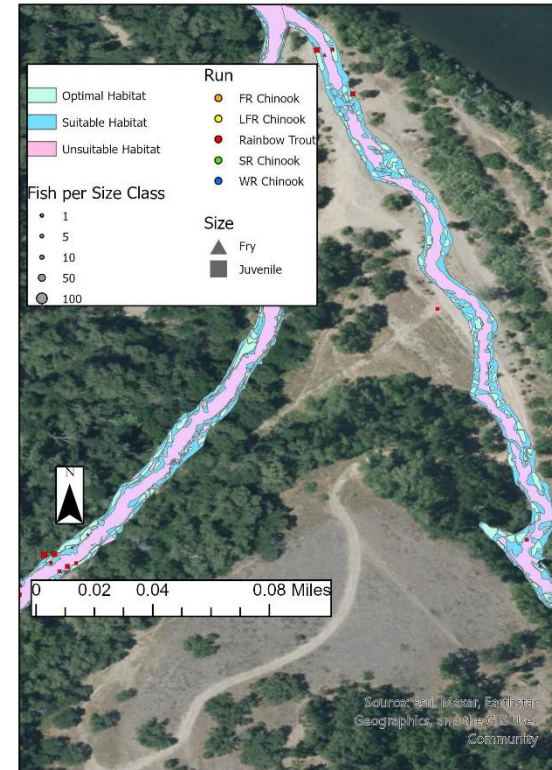 Optimal Habitat
Suitable Habitat
Unsuitable Habitat
Fish per Size Class
1
5
10
50
100
Run
FR Chinook
LFR Chinook
Rainbow Trout
SR Chinook
WR Chinook
Size
Fry
Juvenile
N
0 0.02 0.04 0.08 Miles
Source: Esri, Maxar, Earthstar
Geographics, and the GIS User
Community